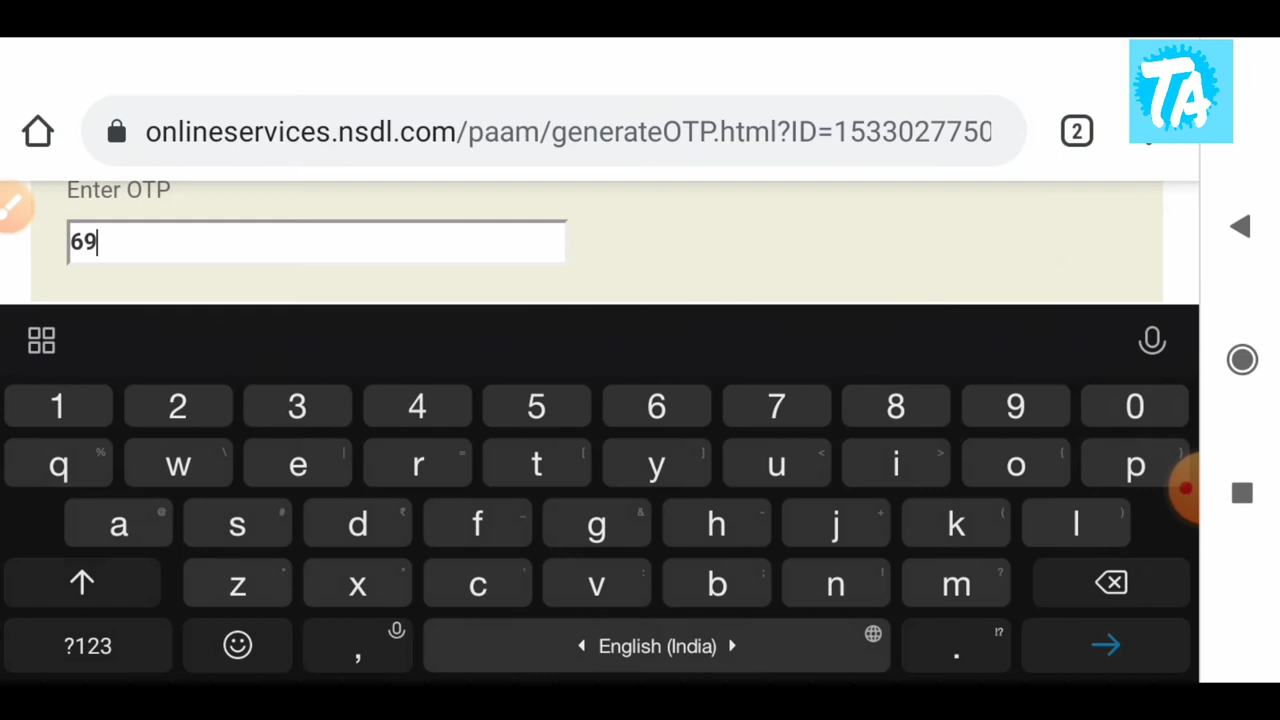 TA
onlineservices.nsdl.com/paam/generateOTP.html?ID=1533027750
2
Enter OTP
69
1 2 3 4 5 6 7 8 9 0
q % w \ e | r = t [ y ] u < i > o { p }
a @ s # d ₹ f _ g & h - j + k ( l )
z * x " c ' v : b ; n ! m ?
?123 , English (India) . !?